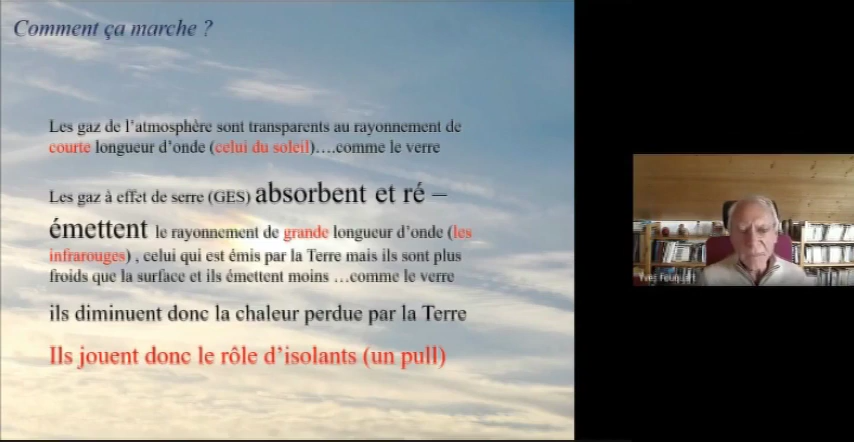 Comment ça marche ?
Les gaz de l'atmosphère sont transparents au rayonnement de
courte longueur d'onde (celui du soleil)….comme le verre
Les gaz à effet de serre (GES) absorbent et ré –
émettent le rayonnement de grande longueur d'onde (les
infrarouges) , celui qui est émis par la Terre mais ils sont plus
froids que la surface et ils émettent moins …comme le verre
ils diminuent donc la chaleur perdue par la Terre
Ils jouent donc le rôle d'isolants (un pull)
Yves Fouquart